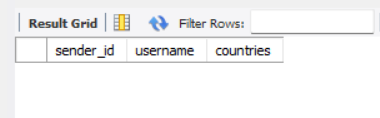 Result Grid Filter Rows:
sender_id username countries